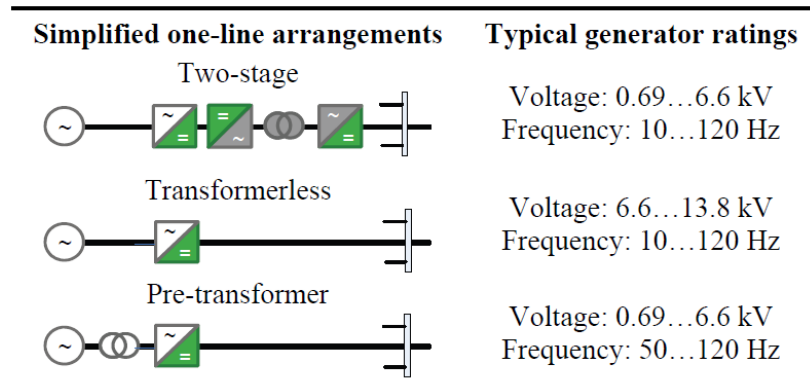 Simplified one-line arrangements Typical generator ratings
Two-stage
Voltage: 0.69…6.6 kV
Frequency: 10…120 Hz
~ ~ = = ~ ~ =
Transformerless
Voltage: 6.6…13.8 kV
Frequency: 10…120 Hz
~ ~ =
Pre-transformer
Voltage: 0.69…6.6 kV
Frequency: 50…120 Hz
~ ~ =